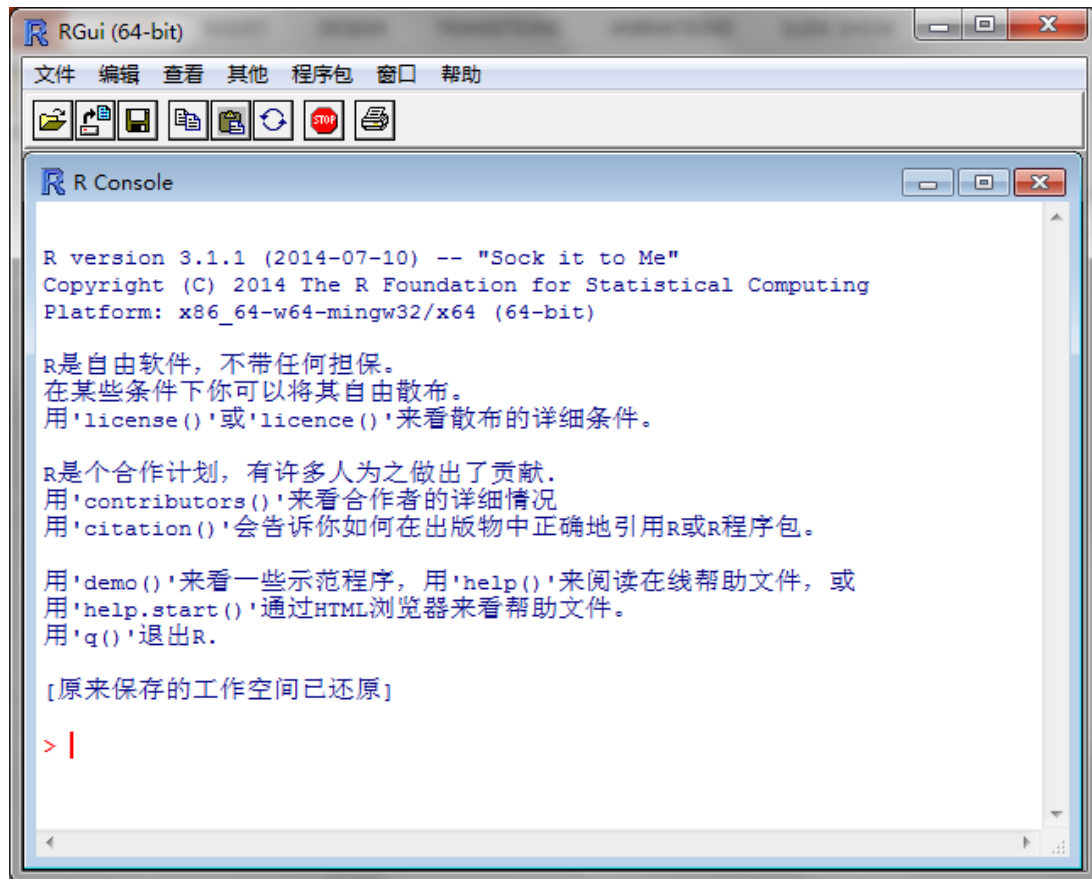 RGui (64-bit)
文件 编辑 查看 其他 程序包 窗口 帮助
STOP
R Console
R version 3.1.1 (2014-07-10) -- "Sock it to Me"
Copyright (C) 2014 The R Foundation for Statistical Computing
Platform: x86_64-w64-mingw32/x64 (64-bit)
R是自由软件，不带任何担保。
在某些条件下你可以将其自由散布。
用'license()'或'licence()'来看散布的详细条件。
R是个合作计划，有许多人为之做出了贡献.
用'contributors()'来看合作者的详细情况
用'citation()'会告诉你如何在出版物中正确地引用R或R程序包。
用'demo()'来看一些示范程序，用'help()'来阅读在线帮助文件，或
用'help.start()'通过HTML浏览器来看帮助文件。
用'q()'退出R.
[原来保存的工作空间已还原]
>